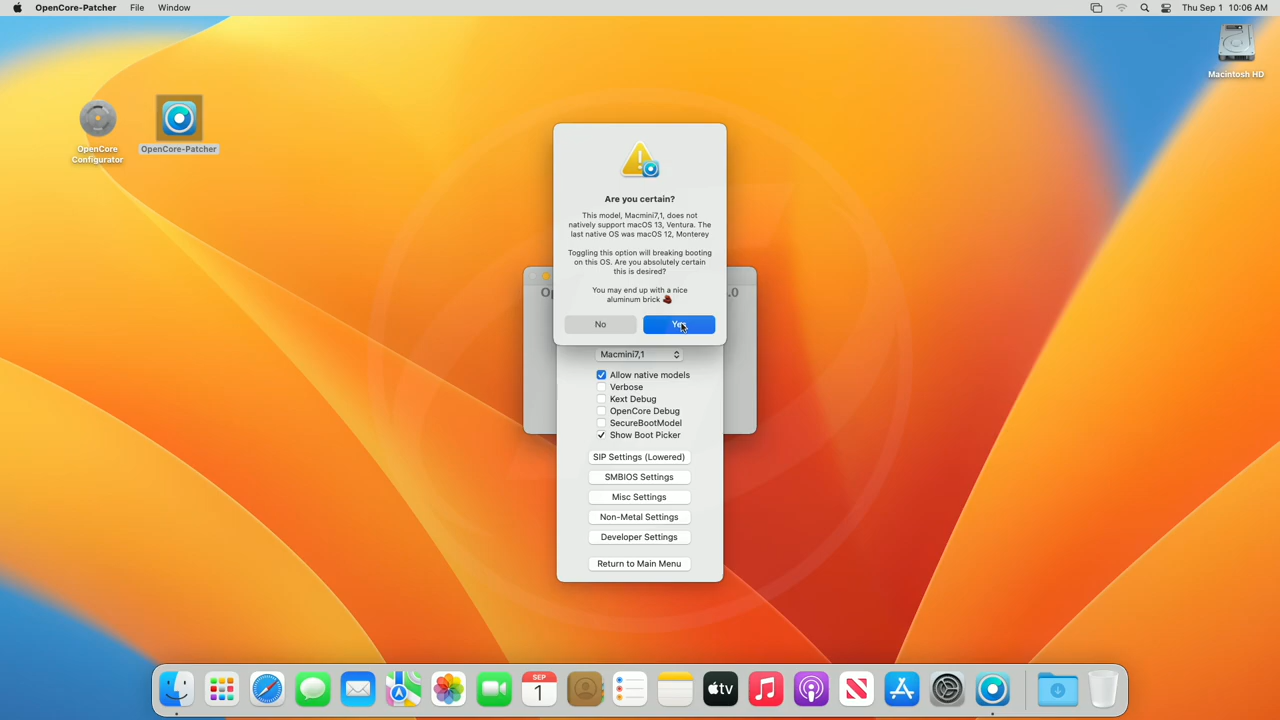 OpenCore-Patcher File Window
Thu Sep 1 10:06 AM
Macintosh HD
OpenCore
Configurator
OpenCore-Patcher
Are you certain?
This model, Macmini7,1, does not
natively support macOS 13, Ventura. The
last native OS was macOS 12, Monterey
Toggling this option will breaking booting
on this OS. Are you absolutely certain
this is desired?
You may end up with a nice
aluminum brick
No
Yes
Macmini7,1
Allow native models
Verbose
Kext Debug
OpenCore Debug
SecureBootModel
Show Boot Picker
SIP Settings (Lowered)
SMBIOS Settings
Misc Settings
Non-Metal Settings
Developer Settings
Return to Main Menu
SEP
1
tv